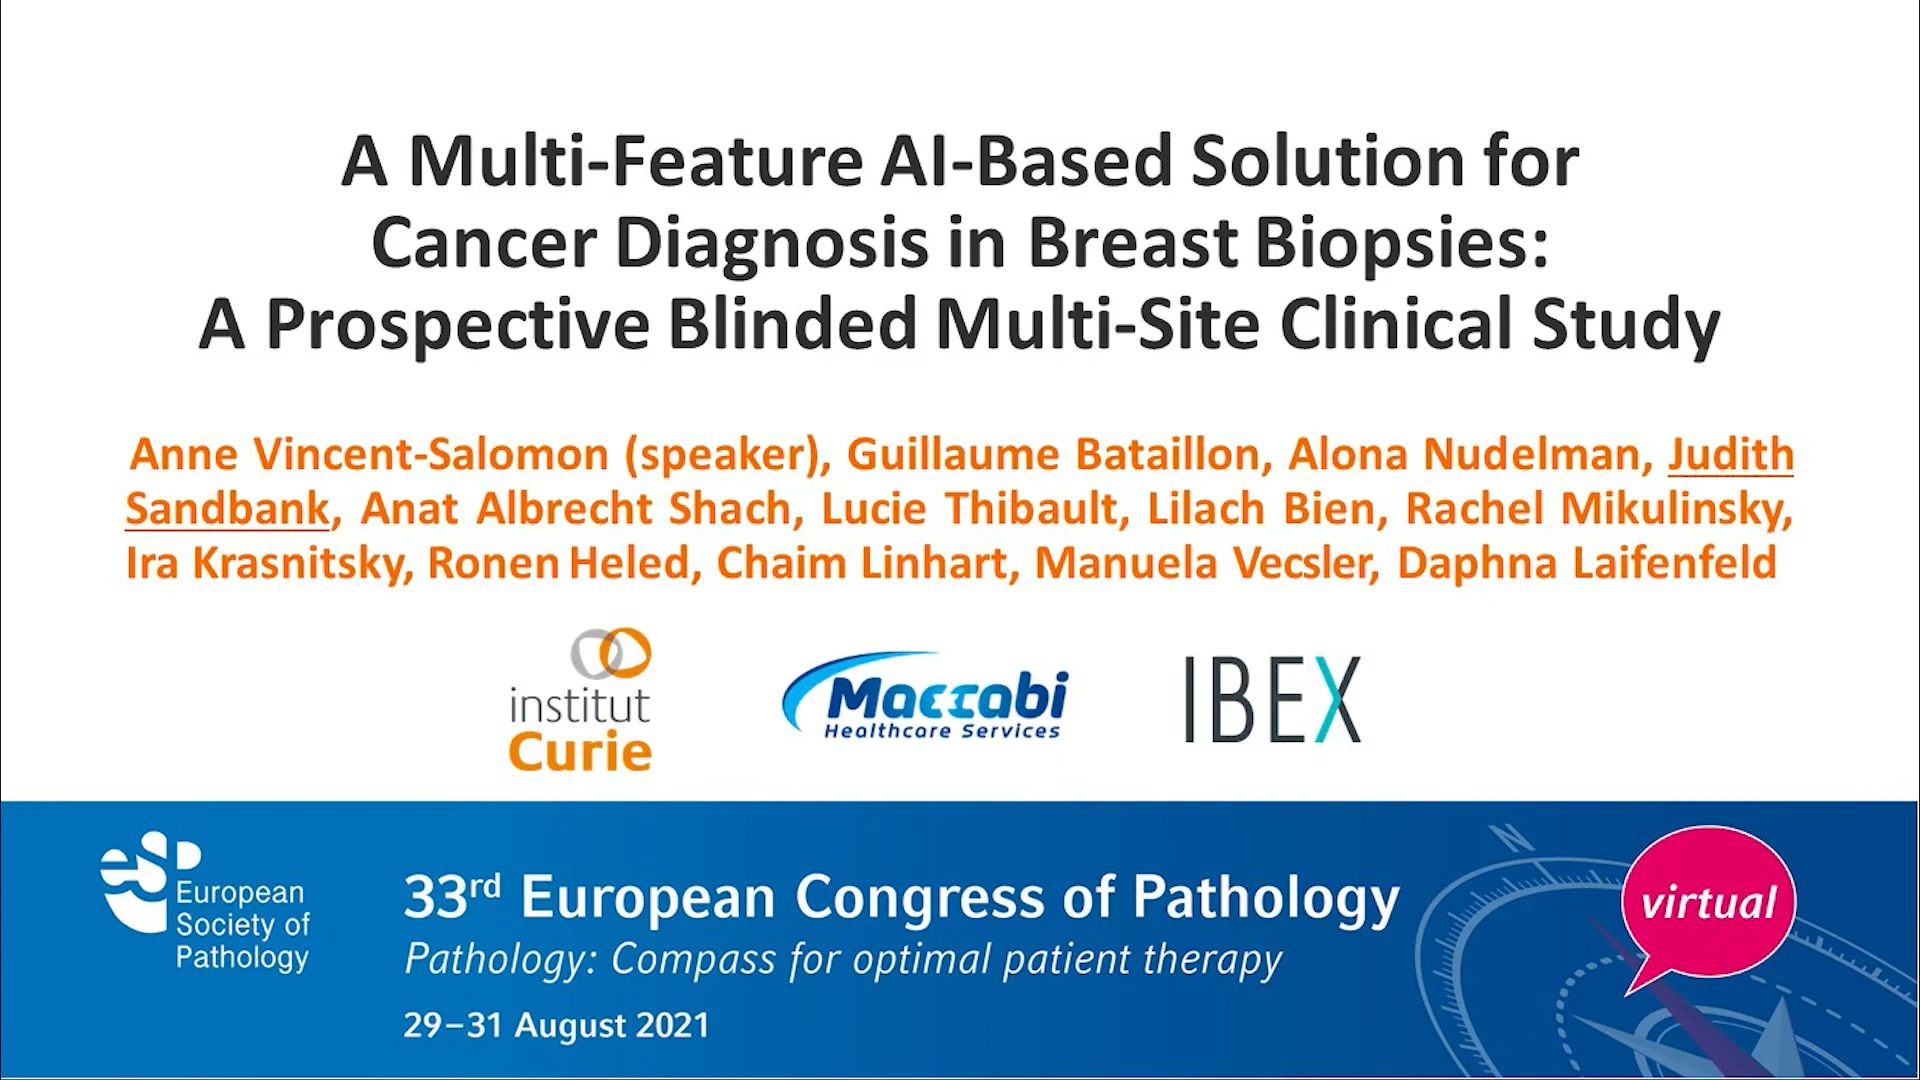 A Multi-Feature AI-Based Solution for
Cancer Diagnosis in Breast Biopsies:
A Prospective Blinded Multi-Site Clinical Study
Anne Vincent-Salomon (speaker), Guillaume Bataillon, Alona Nudelman, Judith
Sandbank, Anat Albrecht Shach, Lucie Thibault, Lilach Bien, Rachel Mikulinsky,
Ira Krasnitsky, Ronen Heled, Chaim Linhart, Manuela Vecsler, Daphna Laifenfeld
institut
Curie
Maccabi
Healthcare Services
IBEX
eSP
European
Society of
Pathology
33rd European Congress of Pathology
Pathology: Compass for optimal patient therapy
29–31 August 2021
N
virtual